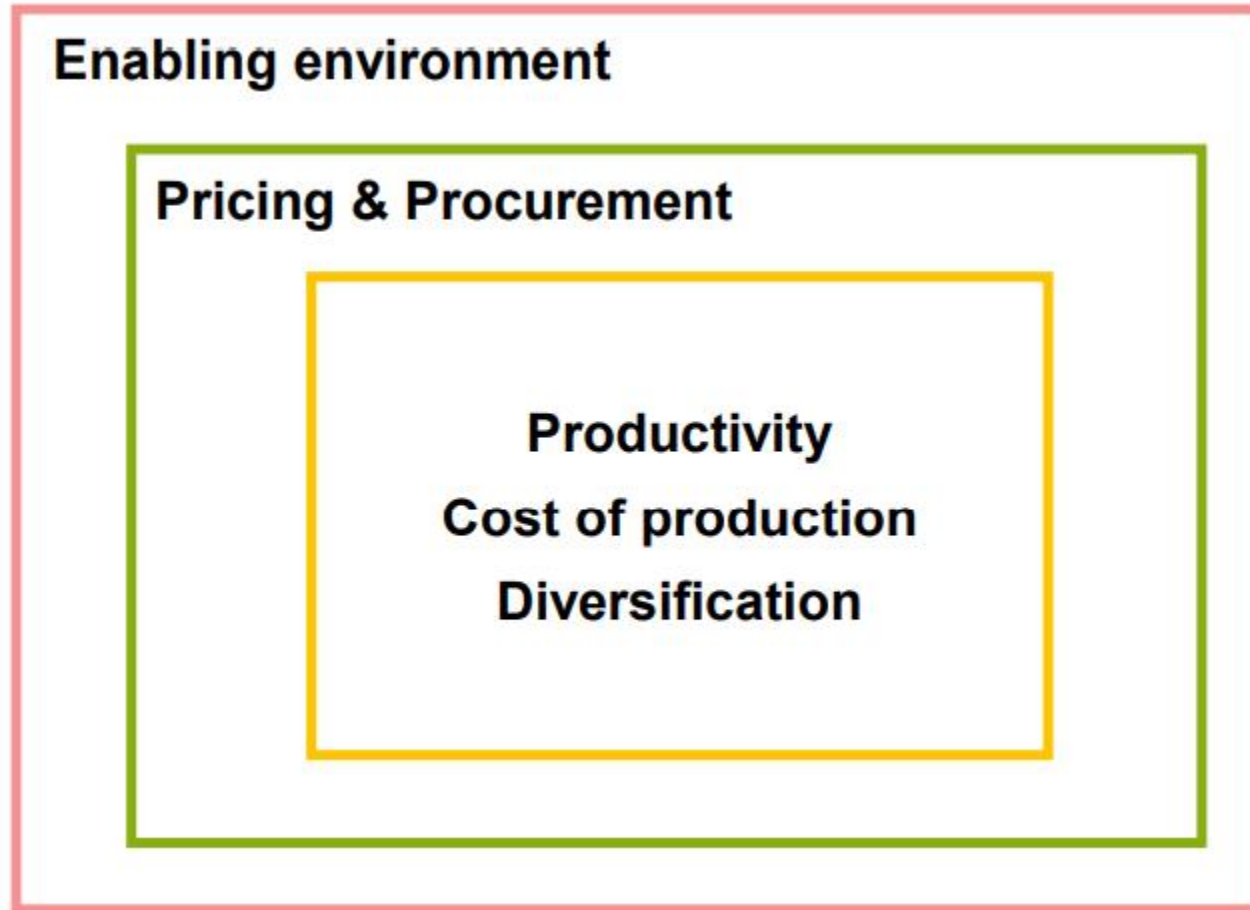 Enabling environment
Pricing & Procurement
Productivity
Cost of production
Diversification